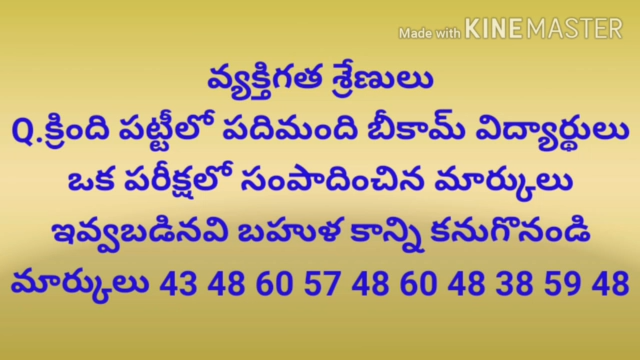 Made with KINEMASTER
వ్యక్తిగత శ్రేణులు
Q.క్రింది పట్టీలో పదిమంది బీకామ్ విద్యార్థులు
ఒక పరీక్షలో సంపాదించిన మార్కులు
ఇవ్వబడినవి బహుళ కాన్ని కనుగొనండి
మార్కులు 43 48 60 57 48 60 48 38 59 48